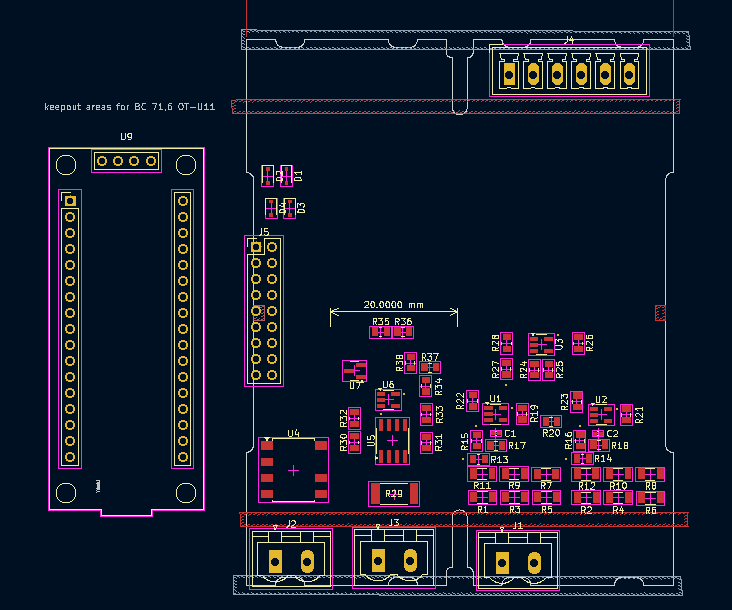 J4
keepout areas for BC 71,6 OT-U11
U9
D2 D1
D4 D3
J5
20.0000 mm
R35 R36
R28 U3 R26
R38 R37
R27 R24 R25
U7
R34
U6
R22 U1 R19 R23 U2 R21
R32 R33
R20
R30 U5 R31
U4
R15 C1 R17 R16 C2 R18
R13 R14
R29
R11 R9 R7 R12 R10 R8
R1 R3 R5 R2 R4 R6
J2 J3 J1